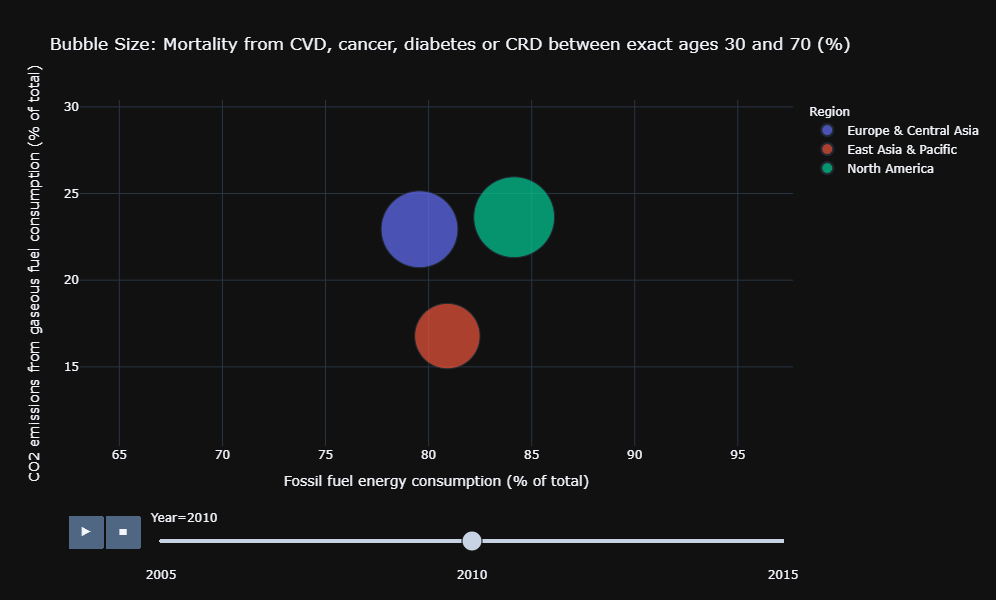 Bubble Size: Mortality from CVD, cancer, diabetes or CRD between exact ages 30 and 70 (%)
CO2 emissions from gaseous fuel consumption (% of total)
30
25
20
15
65 70 75 80 85 90 95
Fossil fuel energy consumption (% of total)
Region
Europe & Central Asia
East Asia & Pacific
North America
Year=2010
2005 2010 2015